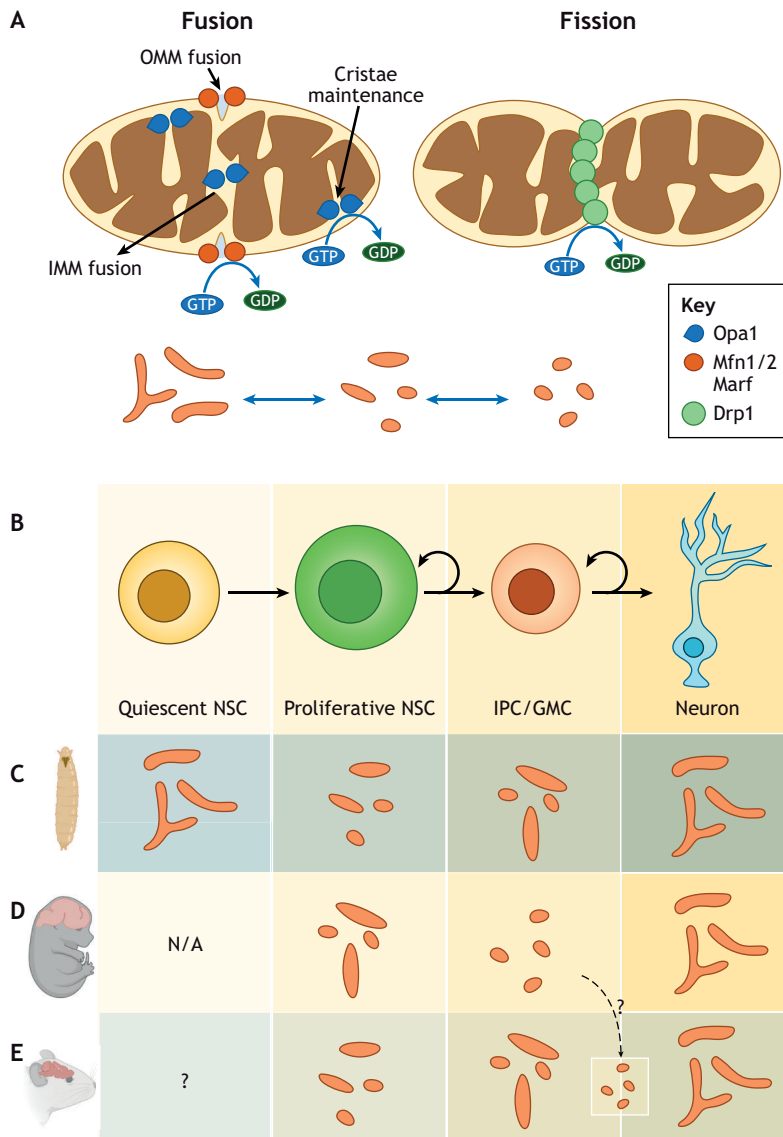 A
Fusion
Fission
OMM fusion
Cristae
maintenance
IMM fusion
GTP
GDP
GTP
GDP
GTP
GDP
Key
Opa1
Mfn1/2
Marf
Drp1
B
Quiescent NSC
Proliferative NSC
IPC/GMC
Neuron
C
D
N/A
?
E
?